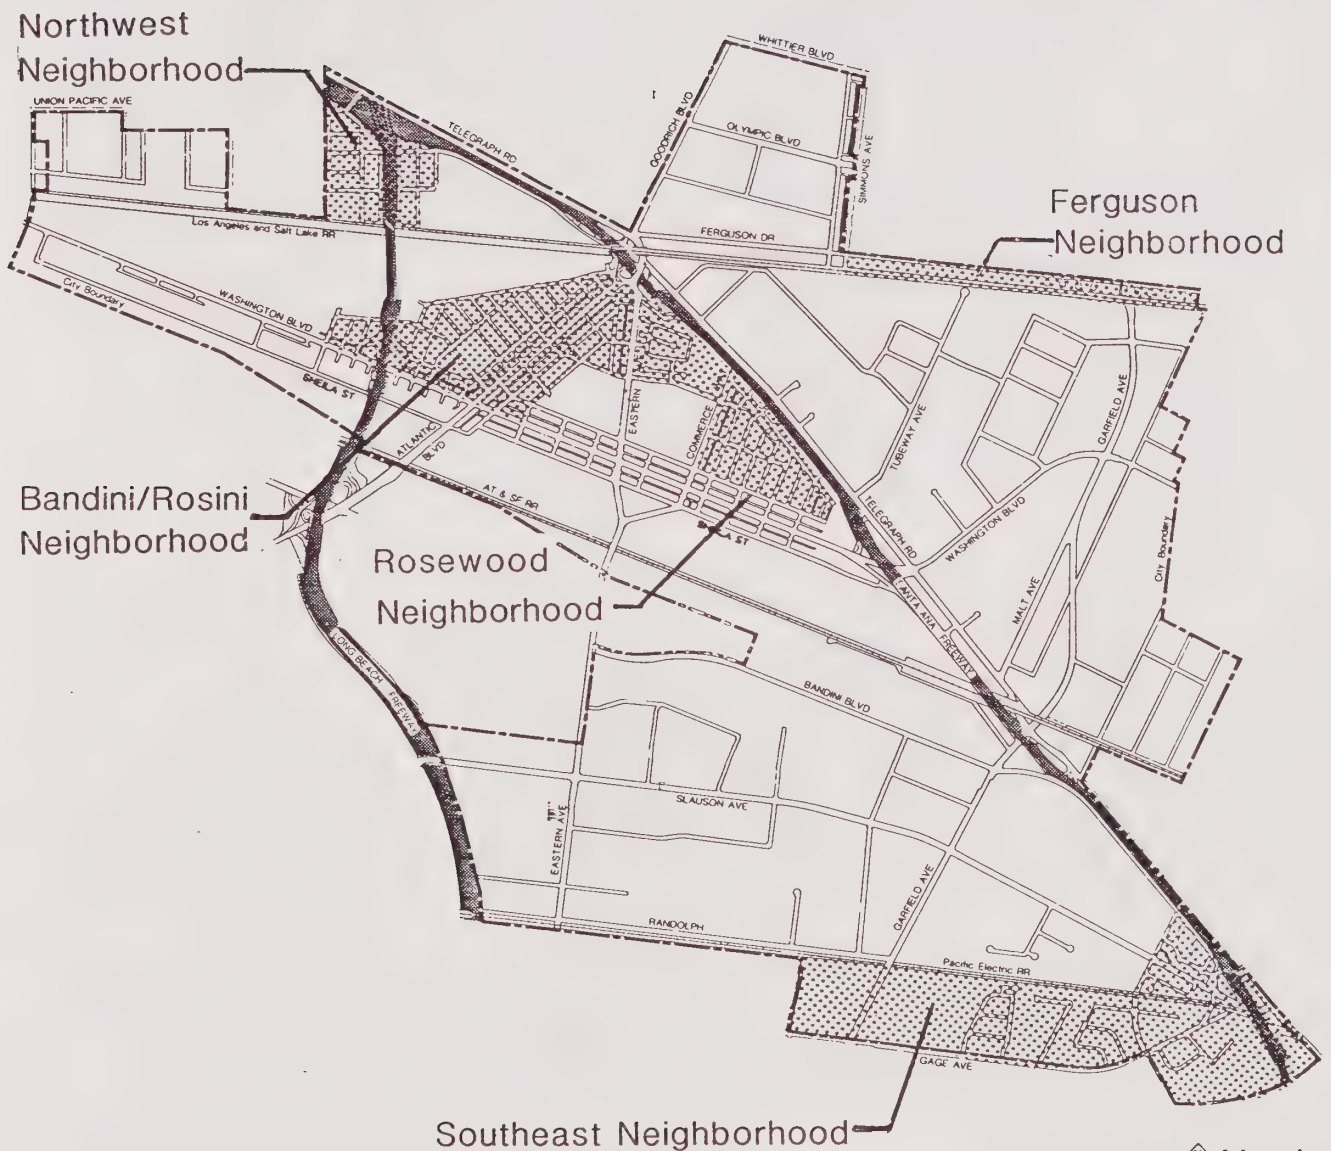 Northwest
Neighborhood
UNION PACIFIC AVE
TELEGRAPH RD
WHITTIER BLVD
GOODRICH BLVD
OLYMPIC BLVD
SIMMONS AVE
Los Angeles and Salt Lake RR
FERGUSON DR
Ferguson
Neighborhood
City Boundary
WASHINGTON BLVD
SHEILA ST
ATLANTIC
BLVD
EASTERN
COMMERCE
TUBEWAY AVE
GARFIELD AVE
Bandini/Rosini
Neighborhood
AT & SF RR
TELEGRAPH RD
WASHINGTON BLVD
City Boundary
Rosewood
Neighborhood
MALT AVE
SANTA ANA FREEWAY
LONG BEACH FREEWAY
BANDINI BLVD
SLAUSON AVE
EASTERN AVE
GARFIELD AVE
RANDOLPH
Pacific Electric RR
GAGE AVE
Southeast Neighborhood